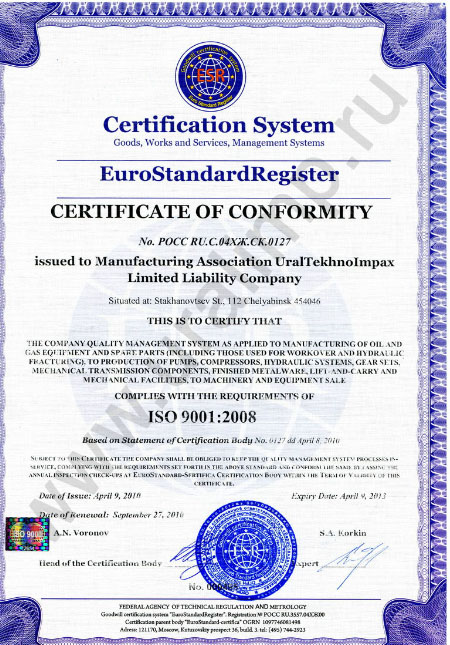 ESR
Certification System
Goods, Works and Services, Management Systems
EuroStandardRegister
CERTIFICATE OF CONFORMITY
No. РОСС RU.C.04ХЖ.СК.0127
issued to Manufacturing Association UralTekhnoImpax
Limited Liability Company
Situated at: Stakhanovtsev St., 112 Chelyabinsk 454046
THIS IS TO CERTIFY THAT
THE COMPANY QUALITY MANAGEMENT SYSTEM AS APPLIED TO MANUFACTURING OF OIL AND
GAS EQUIPMENT AND SPARE PARTS (INCLUDING THOSE USED FOR WORKOVER AND HYDRAULIC
FRACTURING), TO PRODUCTION OF PUMPS, COMPRESSORS, HYDRAULIC SYSTEMS, GEAR SETS,
MECHANICAL TRANSMISSION COMPONENTS, FINISHED METALWARE, LIFT-AND-CARRY AND
MECHANICAL FACILITIES, TO MACHINERY AND EQUIPMENT SALE
COMPLIES WITH THE REQUIREMENTS OF
ISO 9001:2008
Based on Statement of Certification Body No. 0127 dd April 8, 2010
SUBJECT TO THIS CERTIFICATE THE COMPANY SHALL BE OBLIGED TO KEEP THE QUALITY MANAGEMENT SYSTEM PROCESSES IN-
SERVICE, COMPLYING WITH THE REQUIREMENTS SET FORTH IN THE ABOVE STANDARD AND CONFIRM THE SAME BY PASSING THE
ANNUAL INSPECTION CHECK-UPS AT EUROSTANDARD-SERTIFICA CERTIFICATION BODY WITHIN THE TERM OF VALIDITY OF THIS
CERTIFICATE.
Date of Issue: April 9, 2010 Expiry Date: April 9, 2013
Date of Renewal: September 27, 2010
ISO 9001
A.N. Voronov S.A. Korkin
Head of the Certification Body Expert
ESR
No.
FEDERAL AGENCY OF TECHNICAL REGULATION AND METROLOGY
Goodwill certification system "EuroStandardRegister". Registration № РОСС RU.З557.04ХЖ00
Certification parent body "EuroStandard-certifica" OGRN 1097746081498
Adress: 121170, Moscow, Kutuzovskiy prospect 36, build. 3. tel: (495) 744-2923